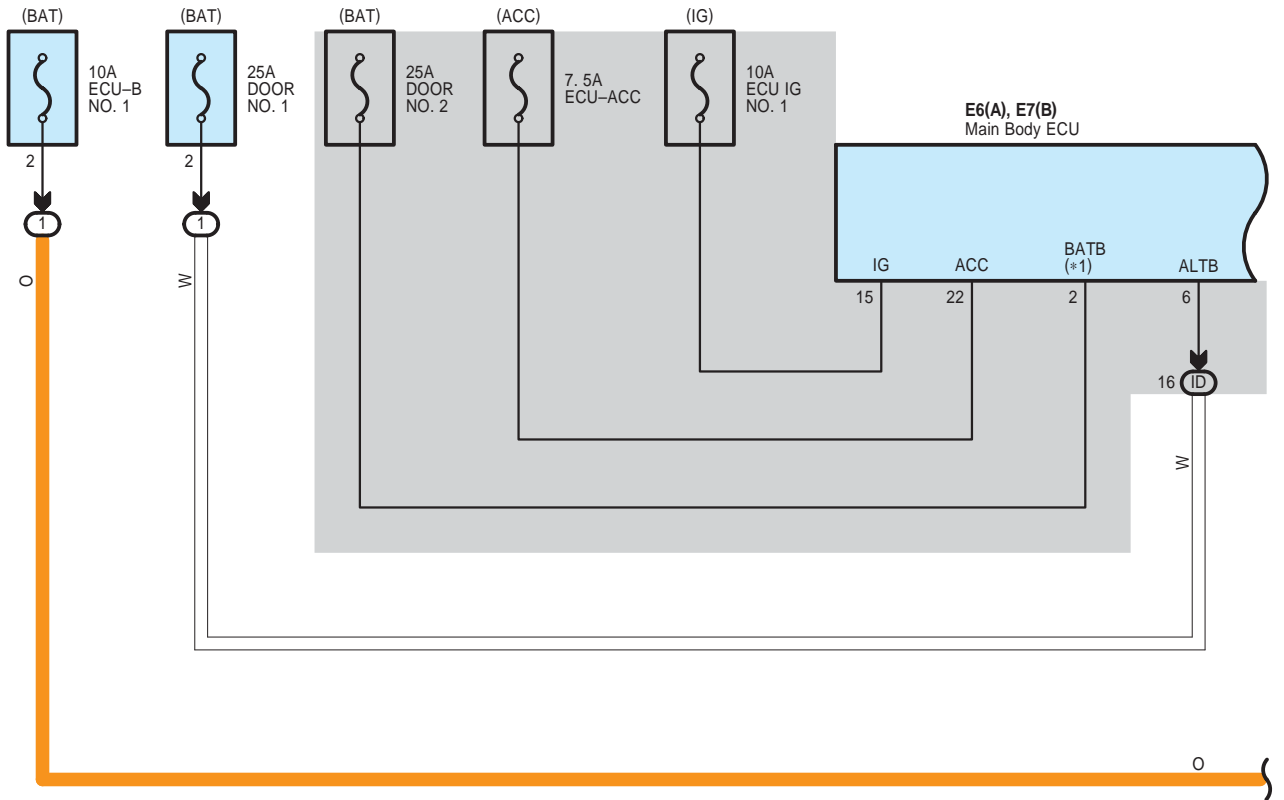 (BAT)
(BAT)
(BAT)
(ACC)
(IG)
10A
ECU–B
NO. 1
25A
DOOR
NO. 1
25A
DOOR
NO. 2
7. 5A
ECU–ACC
10A
ECU IG
NO. 1
E6(A), E7(B)
Main Body ECU
2
2
1
1
IG
ACC
BATB
(*1)
ALTB
15
22
2
6
O
W
16
ID
W
O